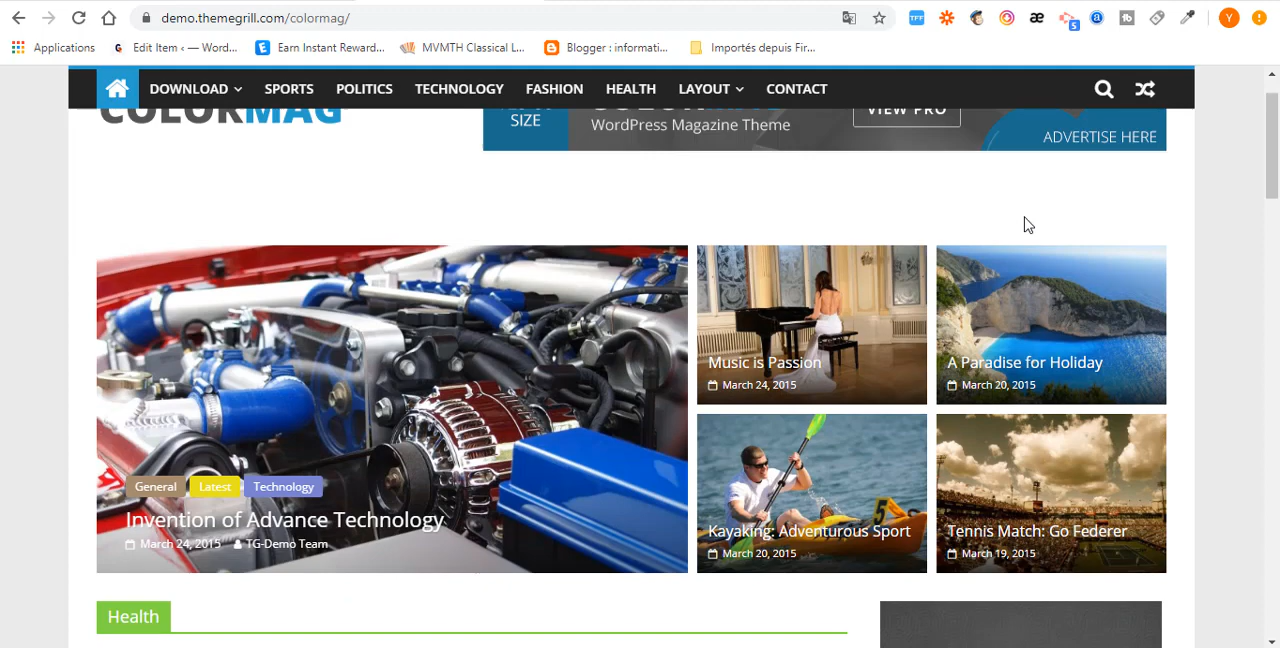 demo.themegrill.com/colormag/
Applications
Edit Item ‹ — Word...
Earn Instant Reward...
MVMTH Classical L...
Blogger : informati...
Importés depuis Fir...
DOWNLOAD SPORTS POLITICS TECHNOLOGY FASHION HEALTH LAYOUT CONTACT
COLORMAG
SIZE
WordPress Magazine Theme
VIEW PRO
ADVERTISE HERE
General Latest Technology
Invention of Advance Technology
March 24, 2015 TG-Demo Team
Music is Passion
March 24, 2015
A Paradise for Holiday
March 20, 2015
Kayaking: Adventurous Sport
March 20, 2015
Tennis Match: Go Federer
March 19, 2015
Health